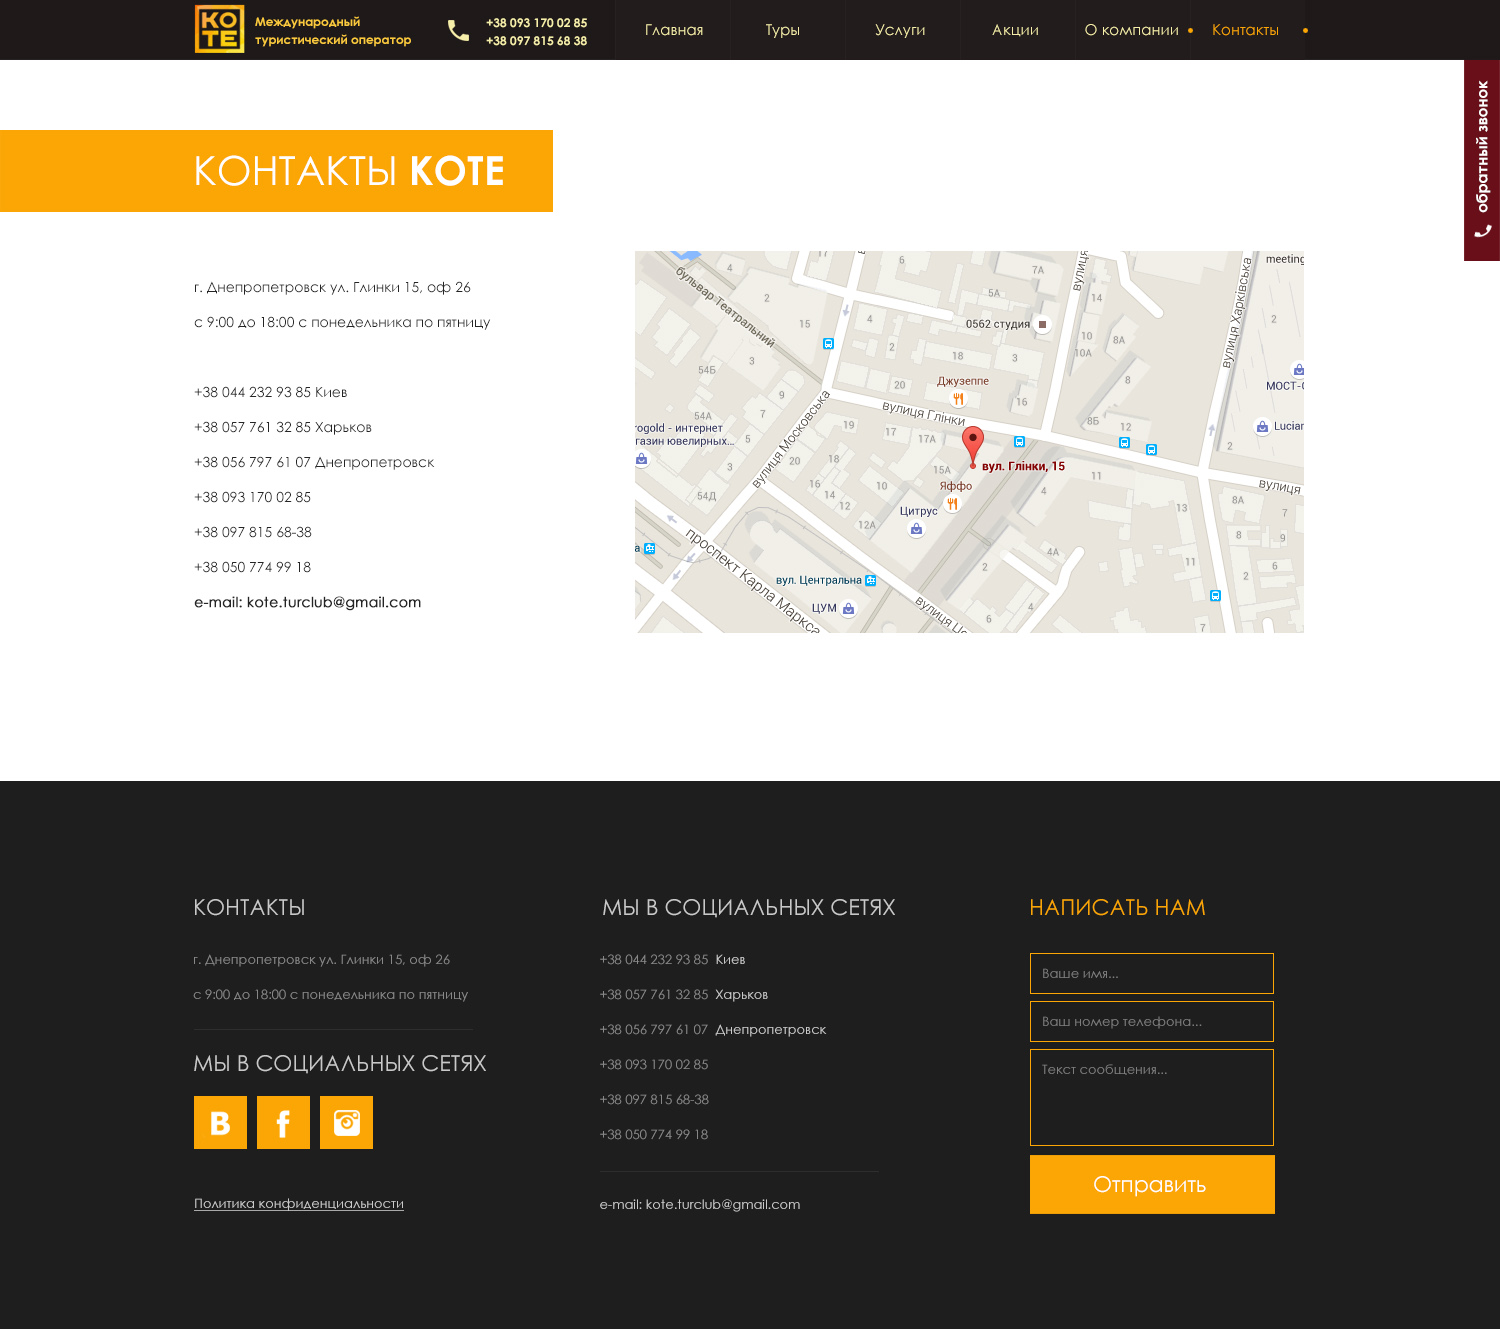 КО
ТЕ
Международный
туристический оператор
+38 093 170 02 85
+38 097 815 68 38
Главная
Туры
Услуги
Акции
О компании
Контакты
обратный звонок
КОНТАКТЫ КОТЕ
г. Днепропетровск ул. Глинки 15, оф 26
с 9:00 до 18:00 с понедельника по пятницу
+38 044 232 93 85 Киев
+38 057 761 32 85 Харьков
+38 056 797 61 07 Днепропетровск
+38 093 170 02 85
+38 097 815 68-38
+38 050 774 99 18
e-mail: kote.turclub@gmail.com
бульвар Театральний
вулиця Московська
вулиця Глінки
вулиця Харківська
meeting
0562 студия
Джузеппе
МОСТ-С
Lucian
rogold - интернет
газин ювелирных...
вул. Глінки, 15
Яффо
Цитрус
вулиця
вул. Центральна
ЦУМ
проспект Карла Маркса
вулиця Це
КОНТАКТЫ
г. Днепропетровск ул. Глинки 15, оф 26
с 9:00 до 18:00 с понедельника по пятницу
МЫ В СОЦИАЛЬНЫХ СЕТЯХ
В
f
Политика конфиденциальности
МЫ В СОЦИАЛЬНЫХ СЕТЯХ
+38 044 232 93 85 Киев
+38 057 761 32 85 Харьков
+38 056 797 61 07 Днепропетровск
+38 093 170 02 85
+38 097 815 68-38
+38 050 774 99 18
e-mail: kote.turclub@gmail.com
НАПИСАТЬ НАМ
Ваше имя...
Ваш номер телефона...
Текст сообщения...
Отправить